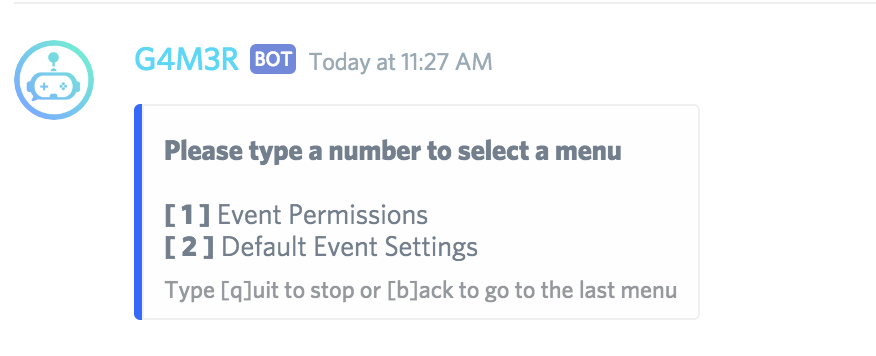 G4M3R BOT Today at 11:27 AM
Please type a number to select a menu
[ 1 ] Event Permissions
[ 2 ] Default Event Settings
Type [q]uit to stop or [b]ack to go to the last menu